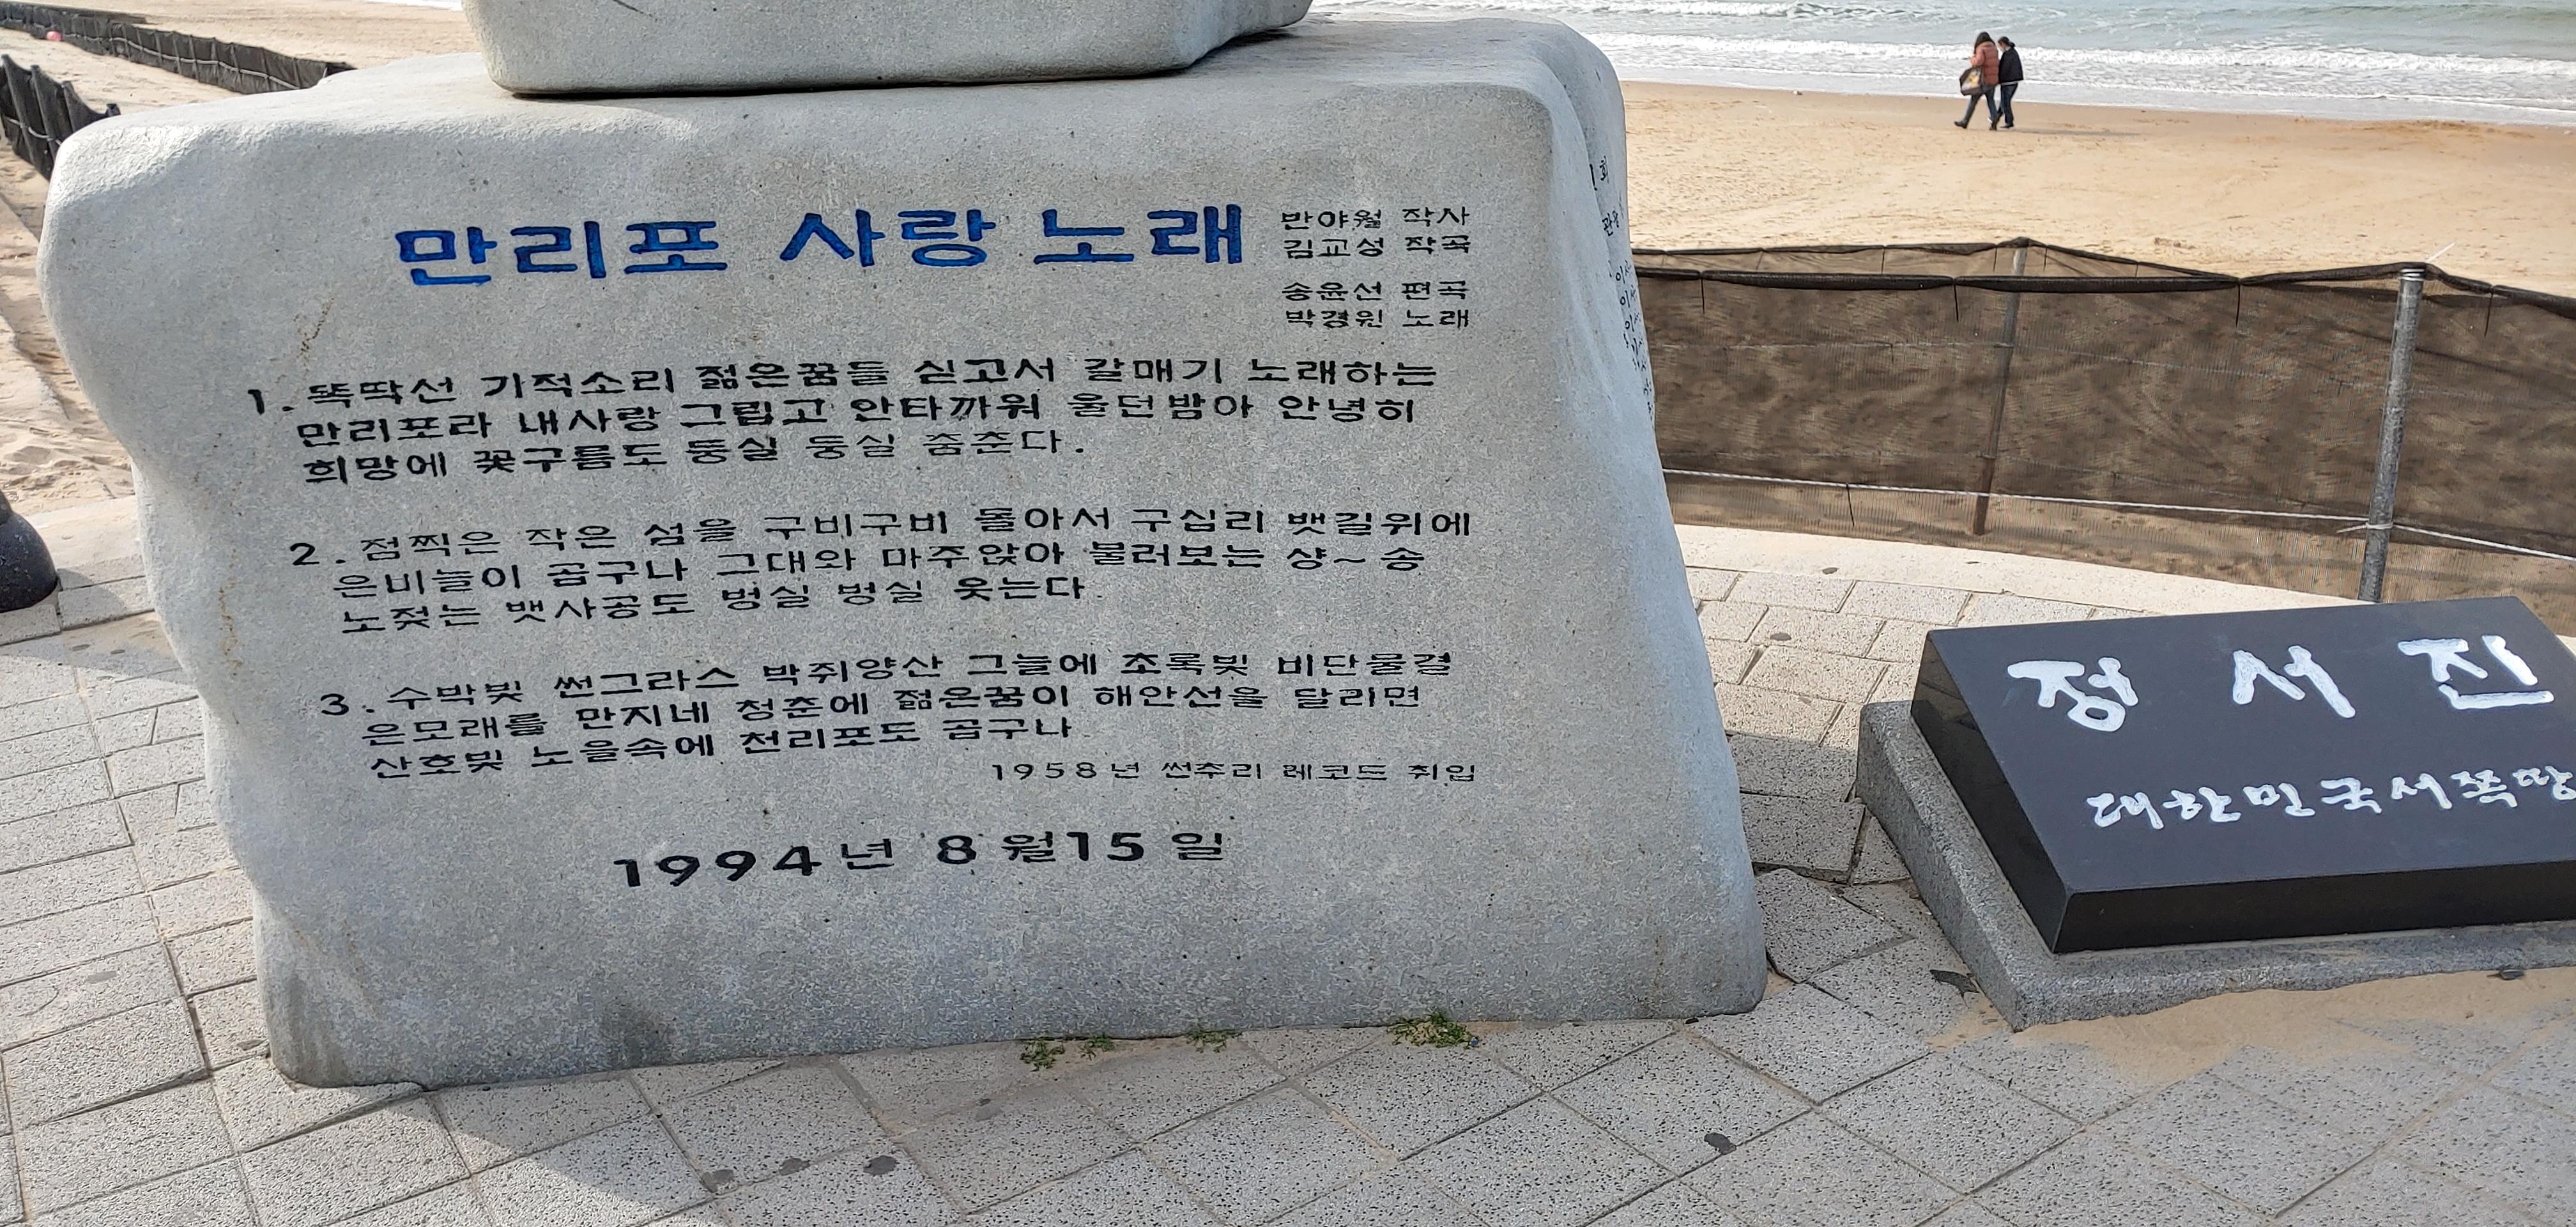 만리포 사랑 노래
반야월 작사
김교성 작곡
송윤선 편곡
박경원 노래
1. 똑딱선 기적소리 젊은꿈들 싣고서 갈매기 노래하는
만리포라 내사랑 그립고 안타까워 울던밤아 안녕히
희망에 꽃구름도 둥실 둥실 춤춘다.
2. 점찍은 작은 섬을 구비구비 돌아서 구십리 뱃길위에
은비늘이 곱구나 그대와 마주앉아 불러보는 샹~송
노젖는 뱃사공도 벙실 벙실 웃는다
3. 수박빛 썬그라스 박쥐양산 그늘에 초록빛 비단물결
은모래를 만지네 청춘에 젊은꿈이 해안선을 달리면
산호빛 노을속에 천리포도 곱구나
1958년 썬추리 레코드 취입
1994년 8월15일
정서진
대한민국서쪽땅